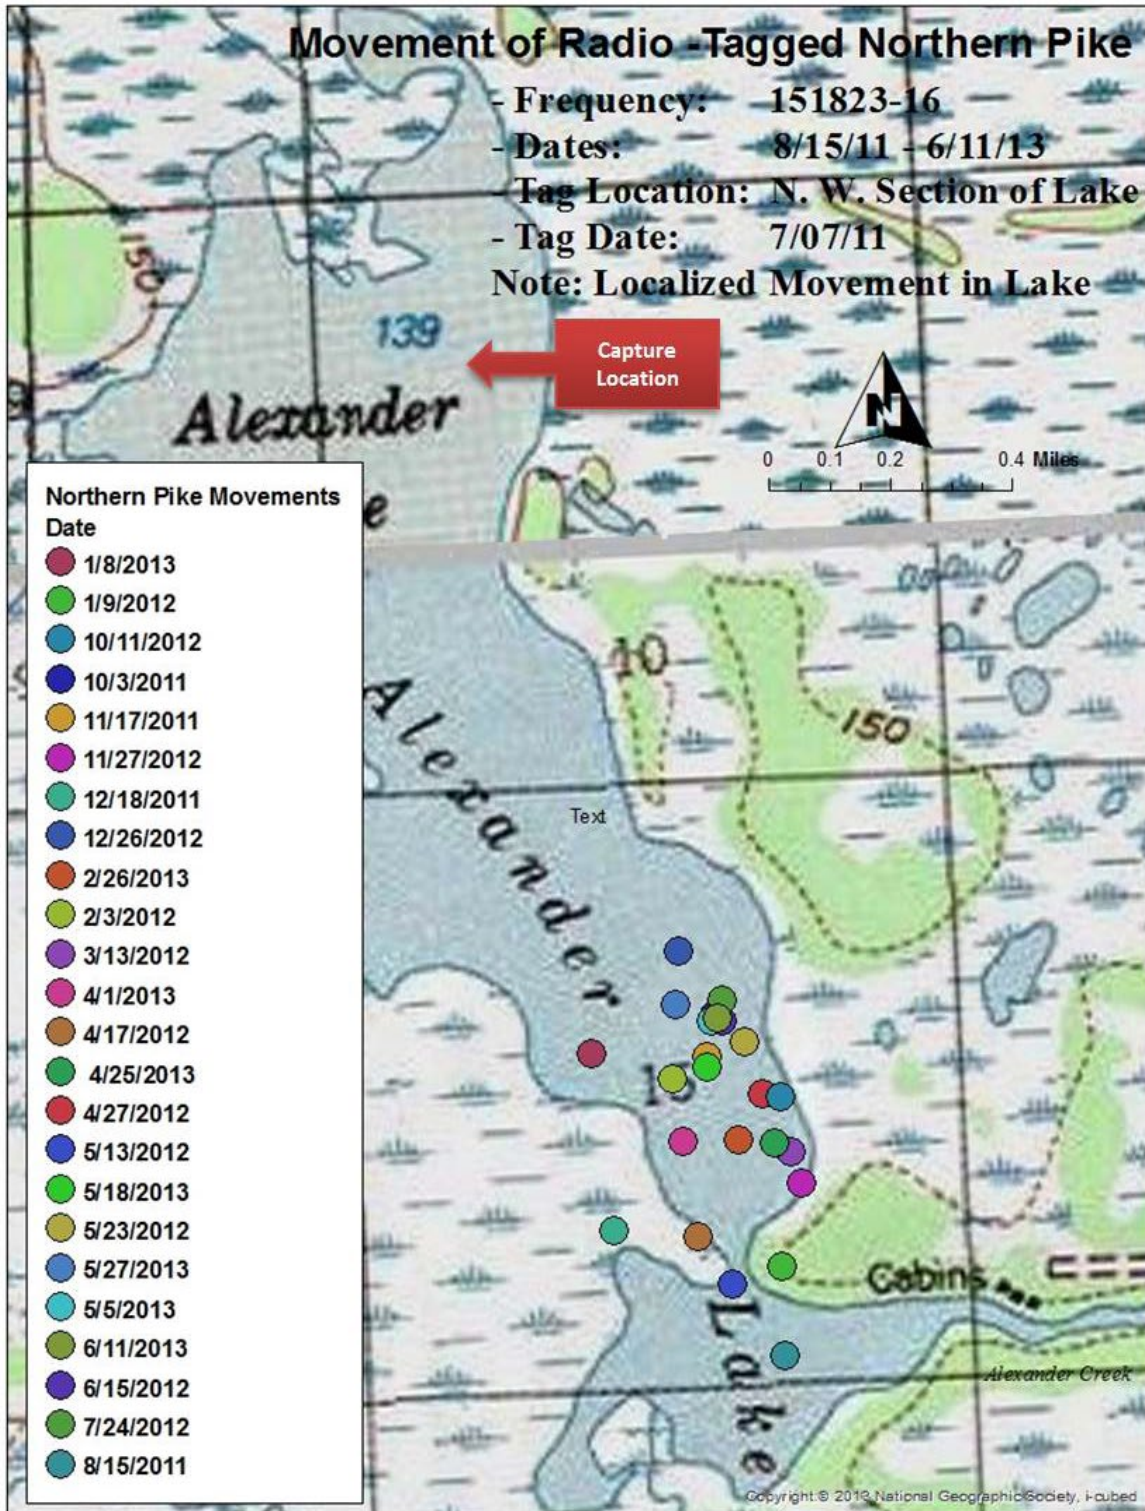 Movement of Radio -Tagged Northern Pike
- Frequency: 151823-16
- Dates: 8/15/11 - 6/11/13
- Tag Location: N. W. Section of Lake
- Tag Date: 7/07/11
Note: Localized Movement in Lake
150
139
Capture
Location
Alexander
N
0 0.1 0.2 0.4 Miles
e
Northern Pike Movements
Date
1/8/2013
1/9/2012
10/11/2012
10/3/2011
11/17/2011
11/27/2012
12/18/2011
12/26/2012
2/26/2013
2/3/2012
3/13/2012
4/1/2013
4/17/2012
4/25/2013
4/27/2012
5/13/2012
5/18/2013
5/23/2012
5/27/2013
5/5/2013
6/11/2013
6/15/2012
7/24/2012
8/15/2011
10
150
Alexander
Text
15
Cabins
Lake
Alexander Creek
Copyright:© 2013 National Geographic Society, i-cubed